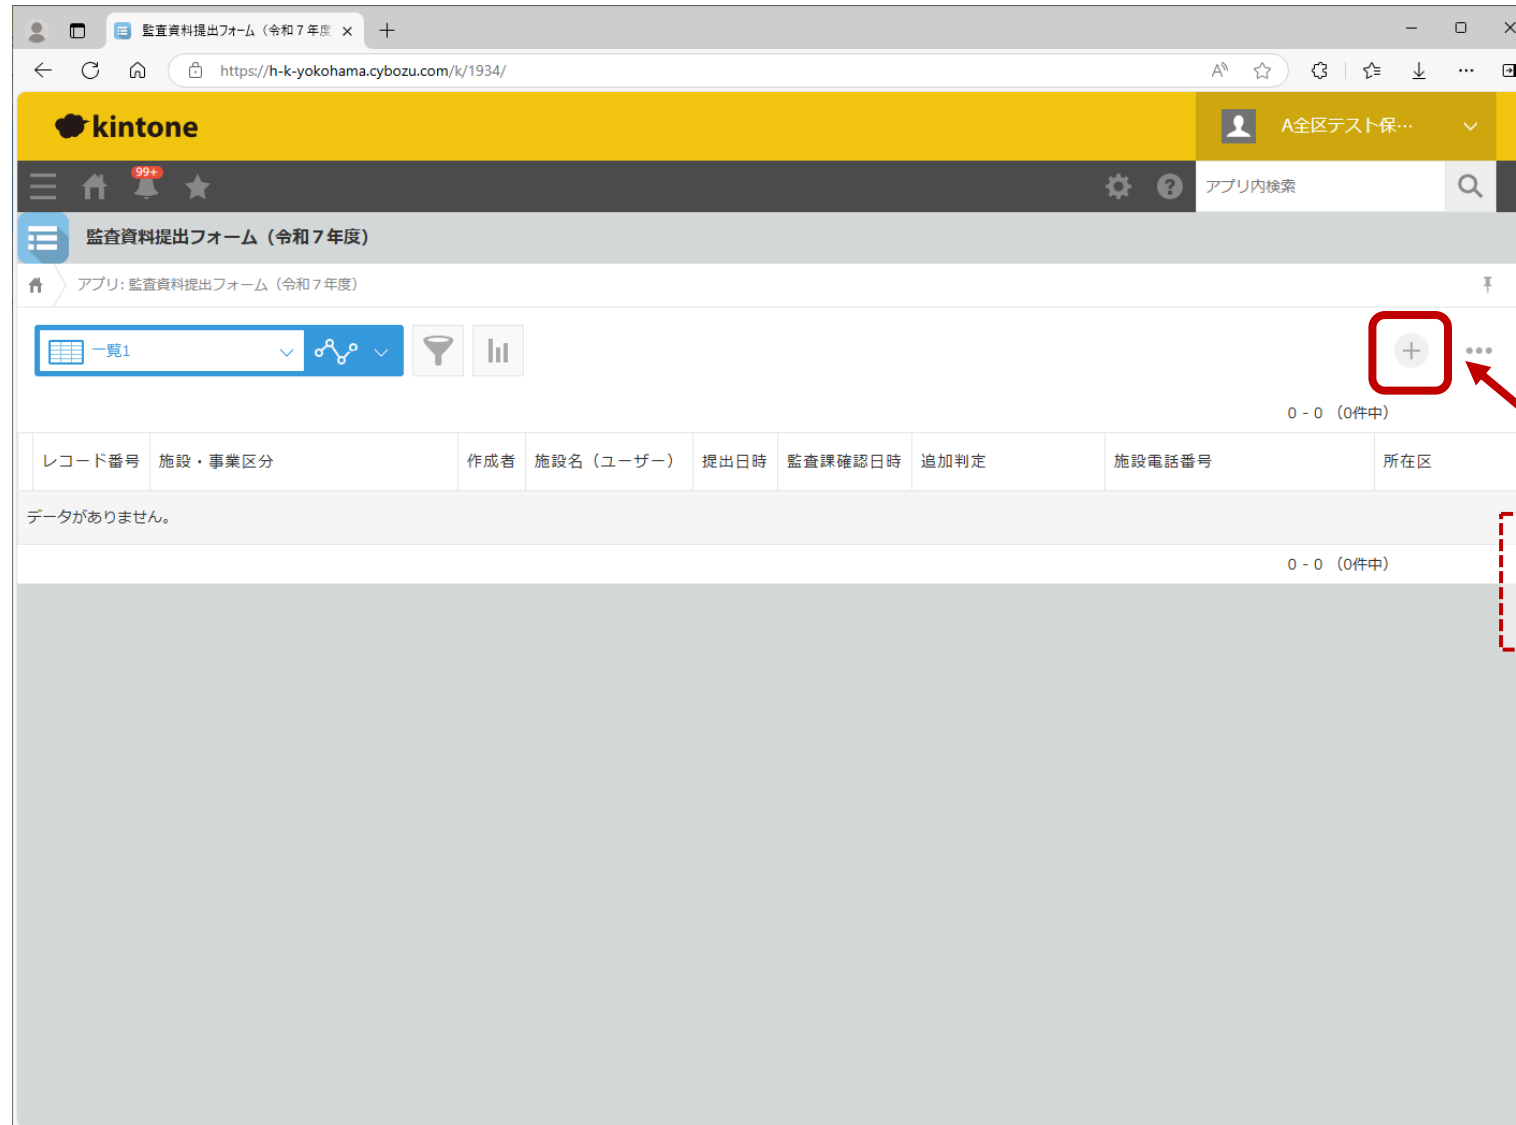 監査資料提出フォーム（令和７年度
https://h-k-yokohama.cybozu.com/k/1934/
kintone
A全区テスト保…
99+
アプリ内検索
監査資料提出フォーム（令和７年度）
アプリ: 監査資料提出フォーム（令和７年度）
一覧1
0 - 0 （0件中）
レコード番号 施設・事業区分 作成者 施設名（ユーザー） 提出日時 監査課確認日時 追加判定 施設電話番号 所在区
データがありません。
0 - 0 （0件中）